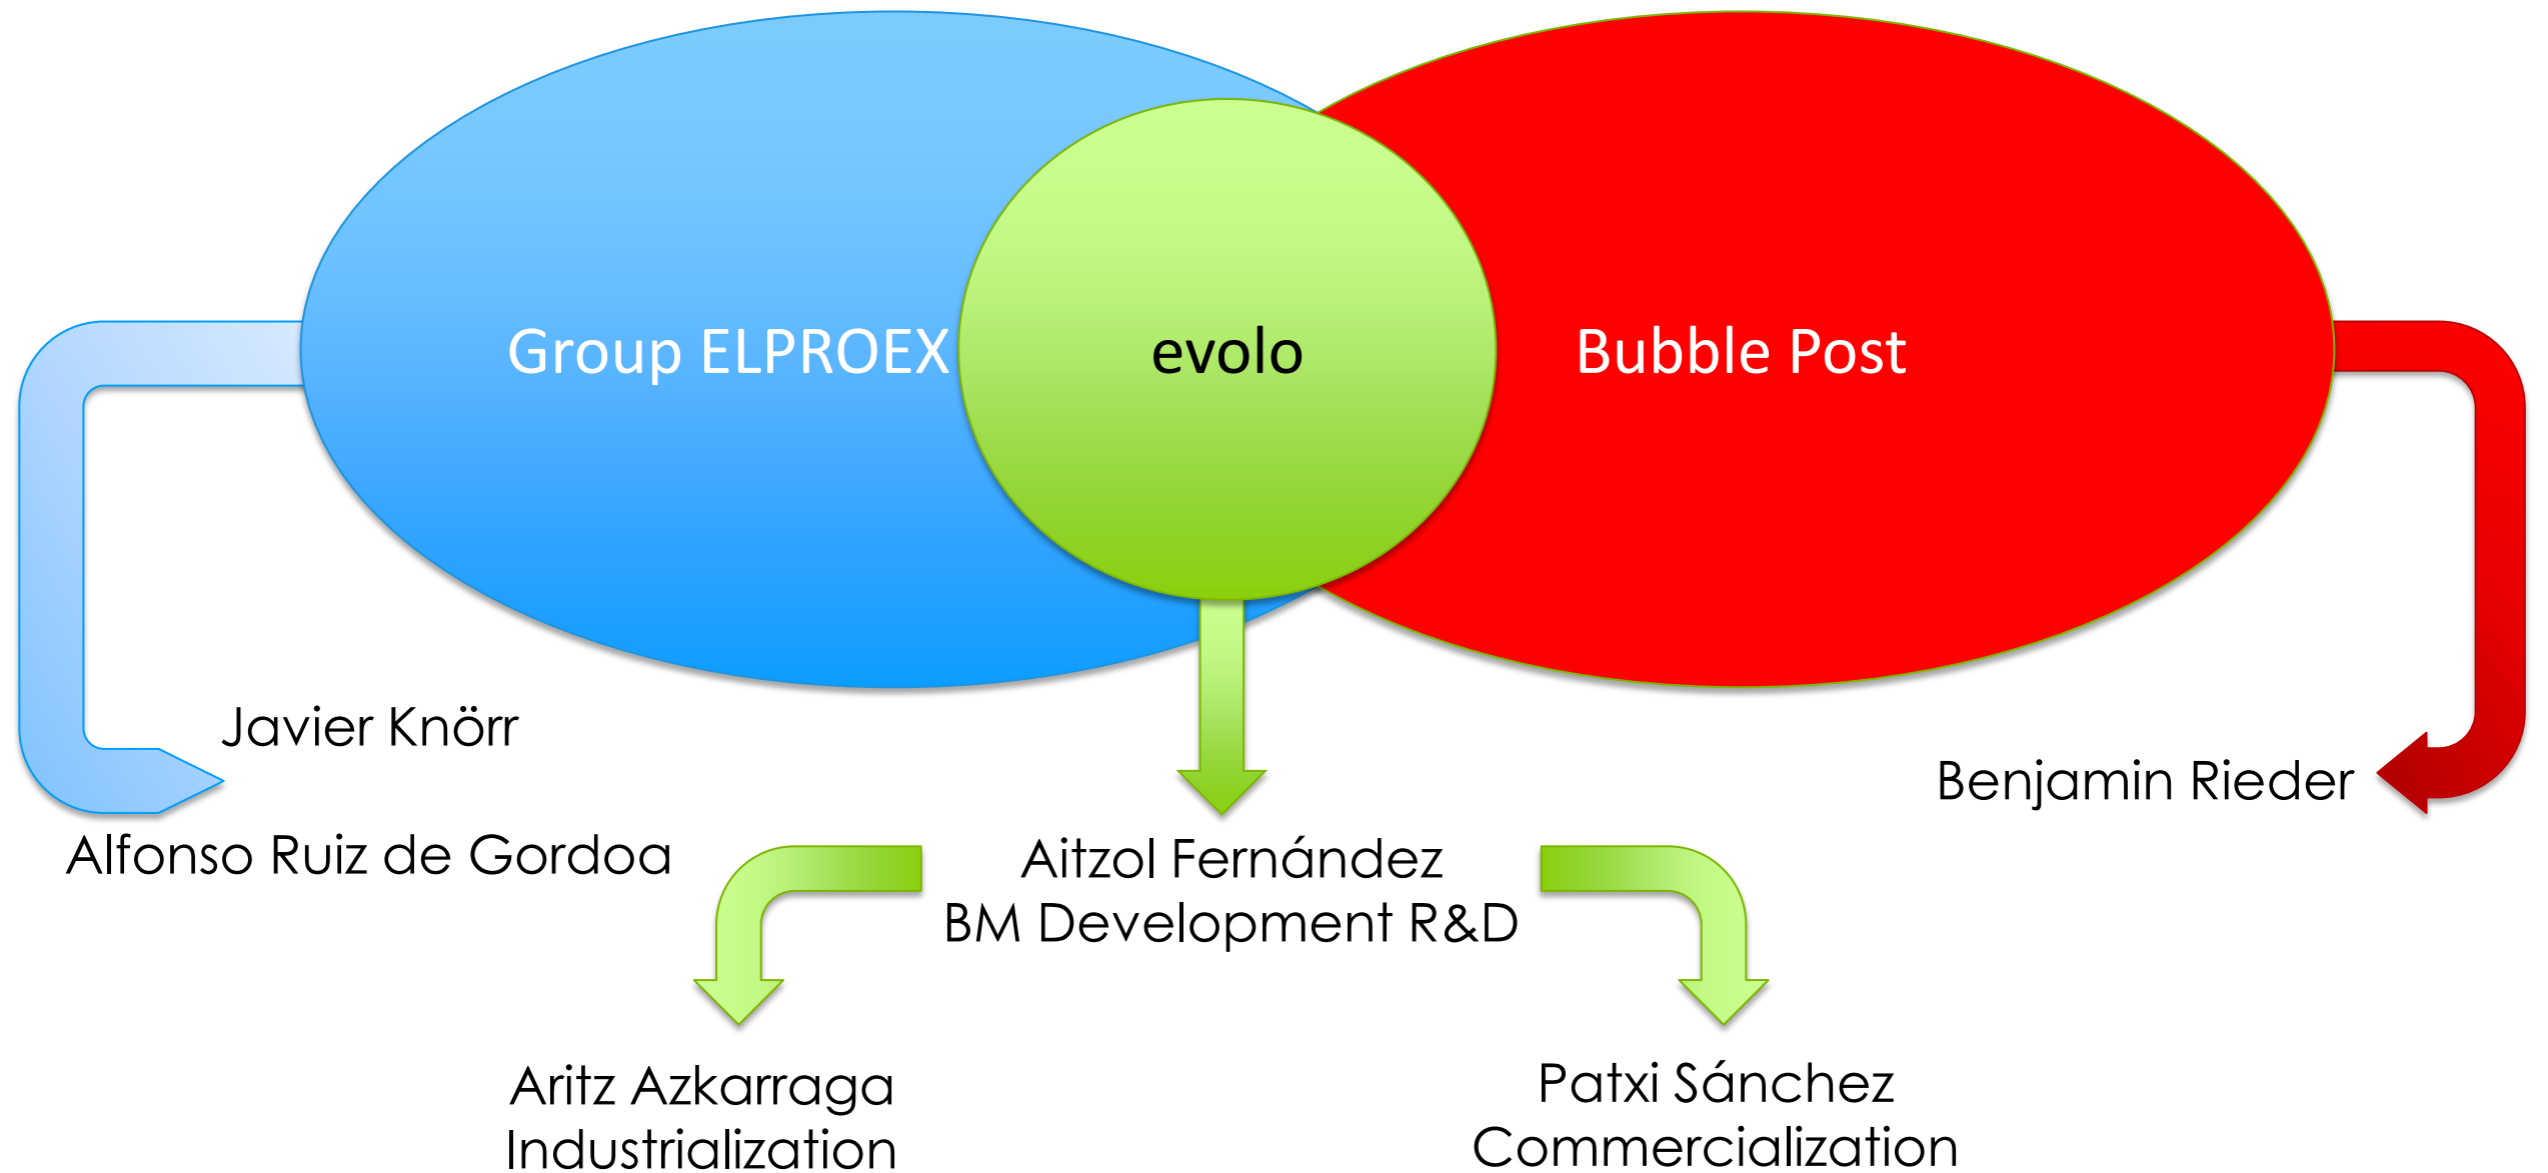 Group ELPROEX
evolo
Bubble Post
Javier Knörr
Alfonso Ruiz de Gordoa
Benjamin Rieder
Aitzol Fernández
BM Development R&D
Aritz Azkarraga
Industrialization
Patxi Sánchez
Commercialization